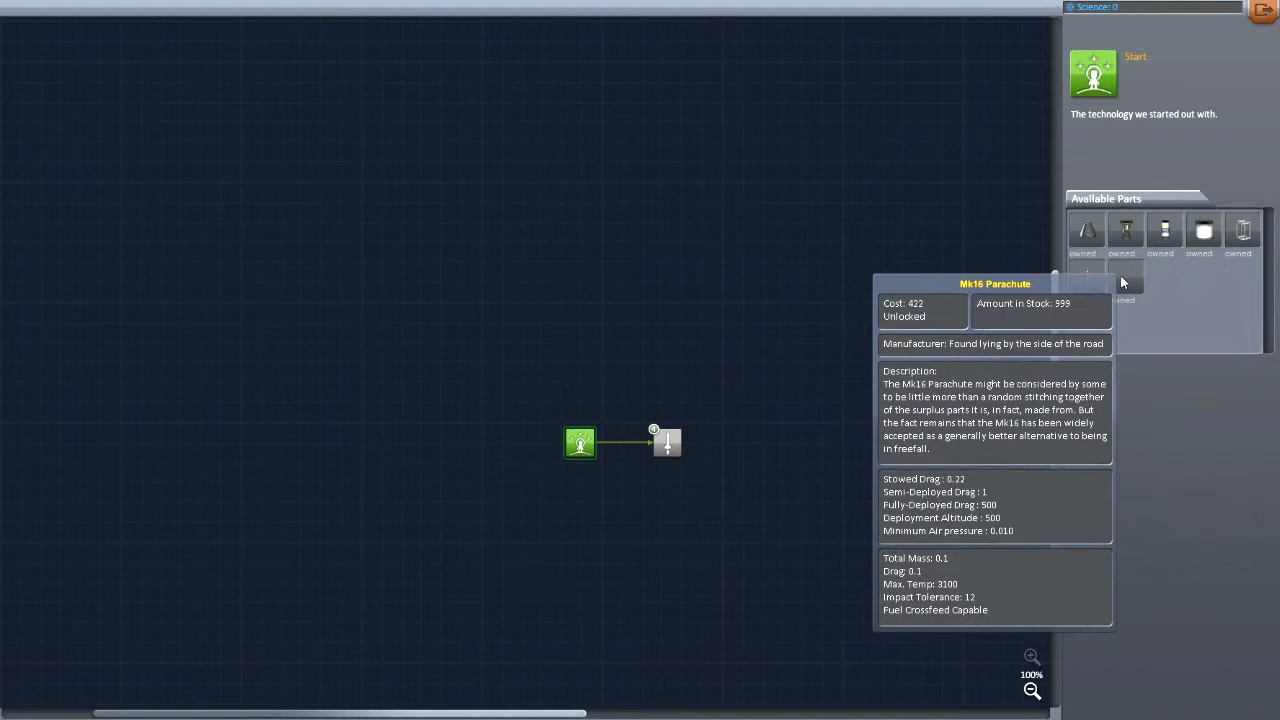 Science: 0
Start
The technology we started out with.
Available Parts
owned
owned
owned
owned
owned
wned
Mk16 Parachute
Cost: 422
Unlocked
Amount in Stock: 999
Manufacturer: Found lying by the side of the road
Description:
The Mk16 Parachute might be considered by some
to be little more than a random stitching together
of the surplus parts it is, in fact, made from. But
the fact remains that the Mk16 has been widely
accepted as a generally better alternative to being
in freefall.
Stowed Drag : 0.22
Semi-Deployed Drag : 1
Fully-Deployed Drag : 500
Deployment Altitude : 500
Minimum Air pressure : 0.010
Total Mass: 0.1
Drag: 0.1
Max. Temp: 3100
Impact Tolerance: 12
Fuel Crossfeed Capable
4
100%